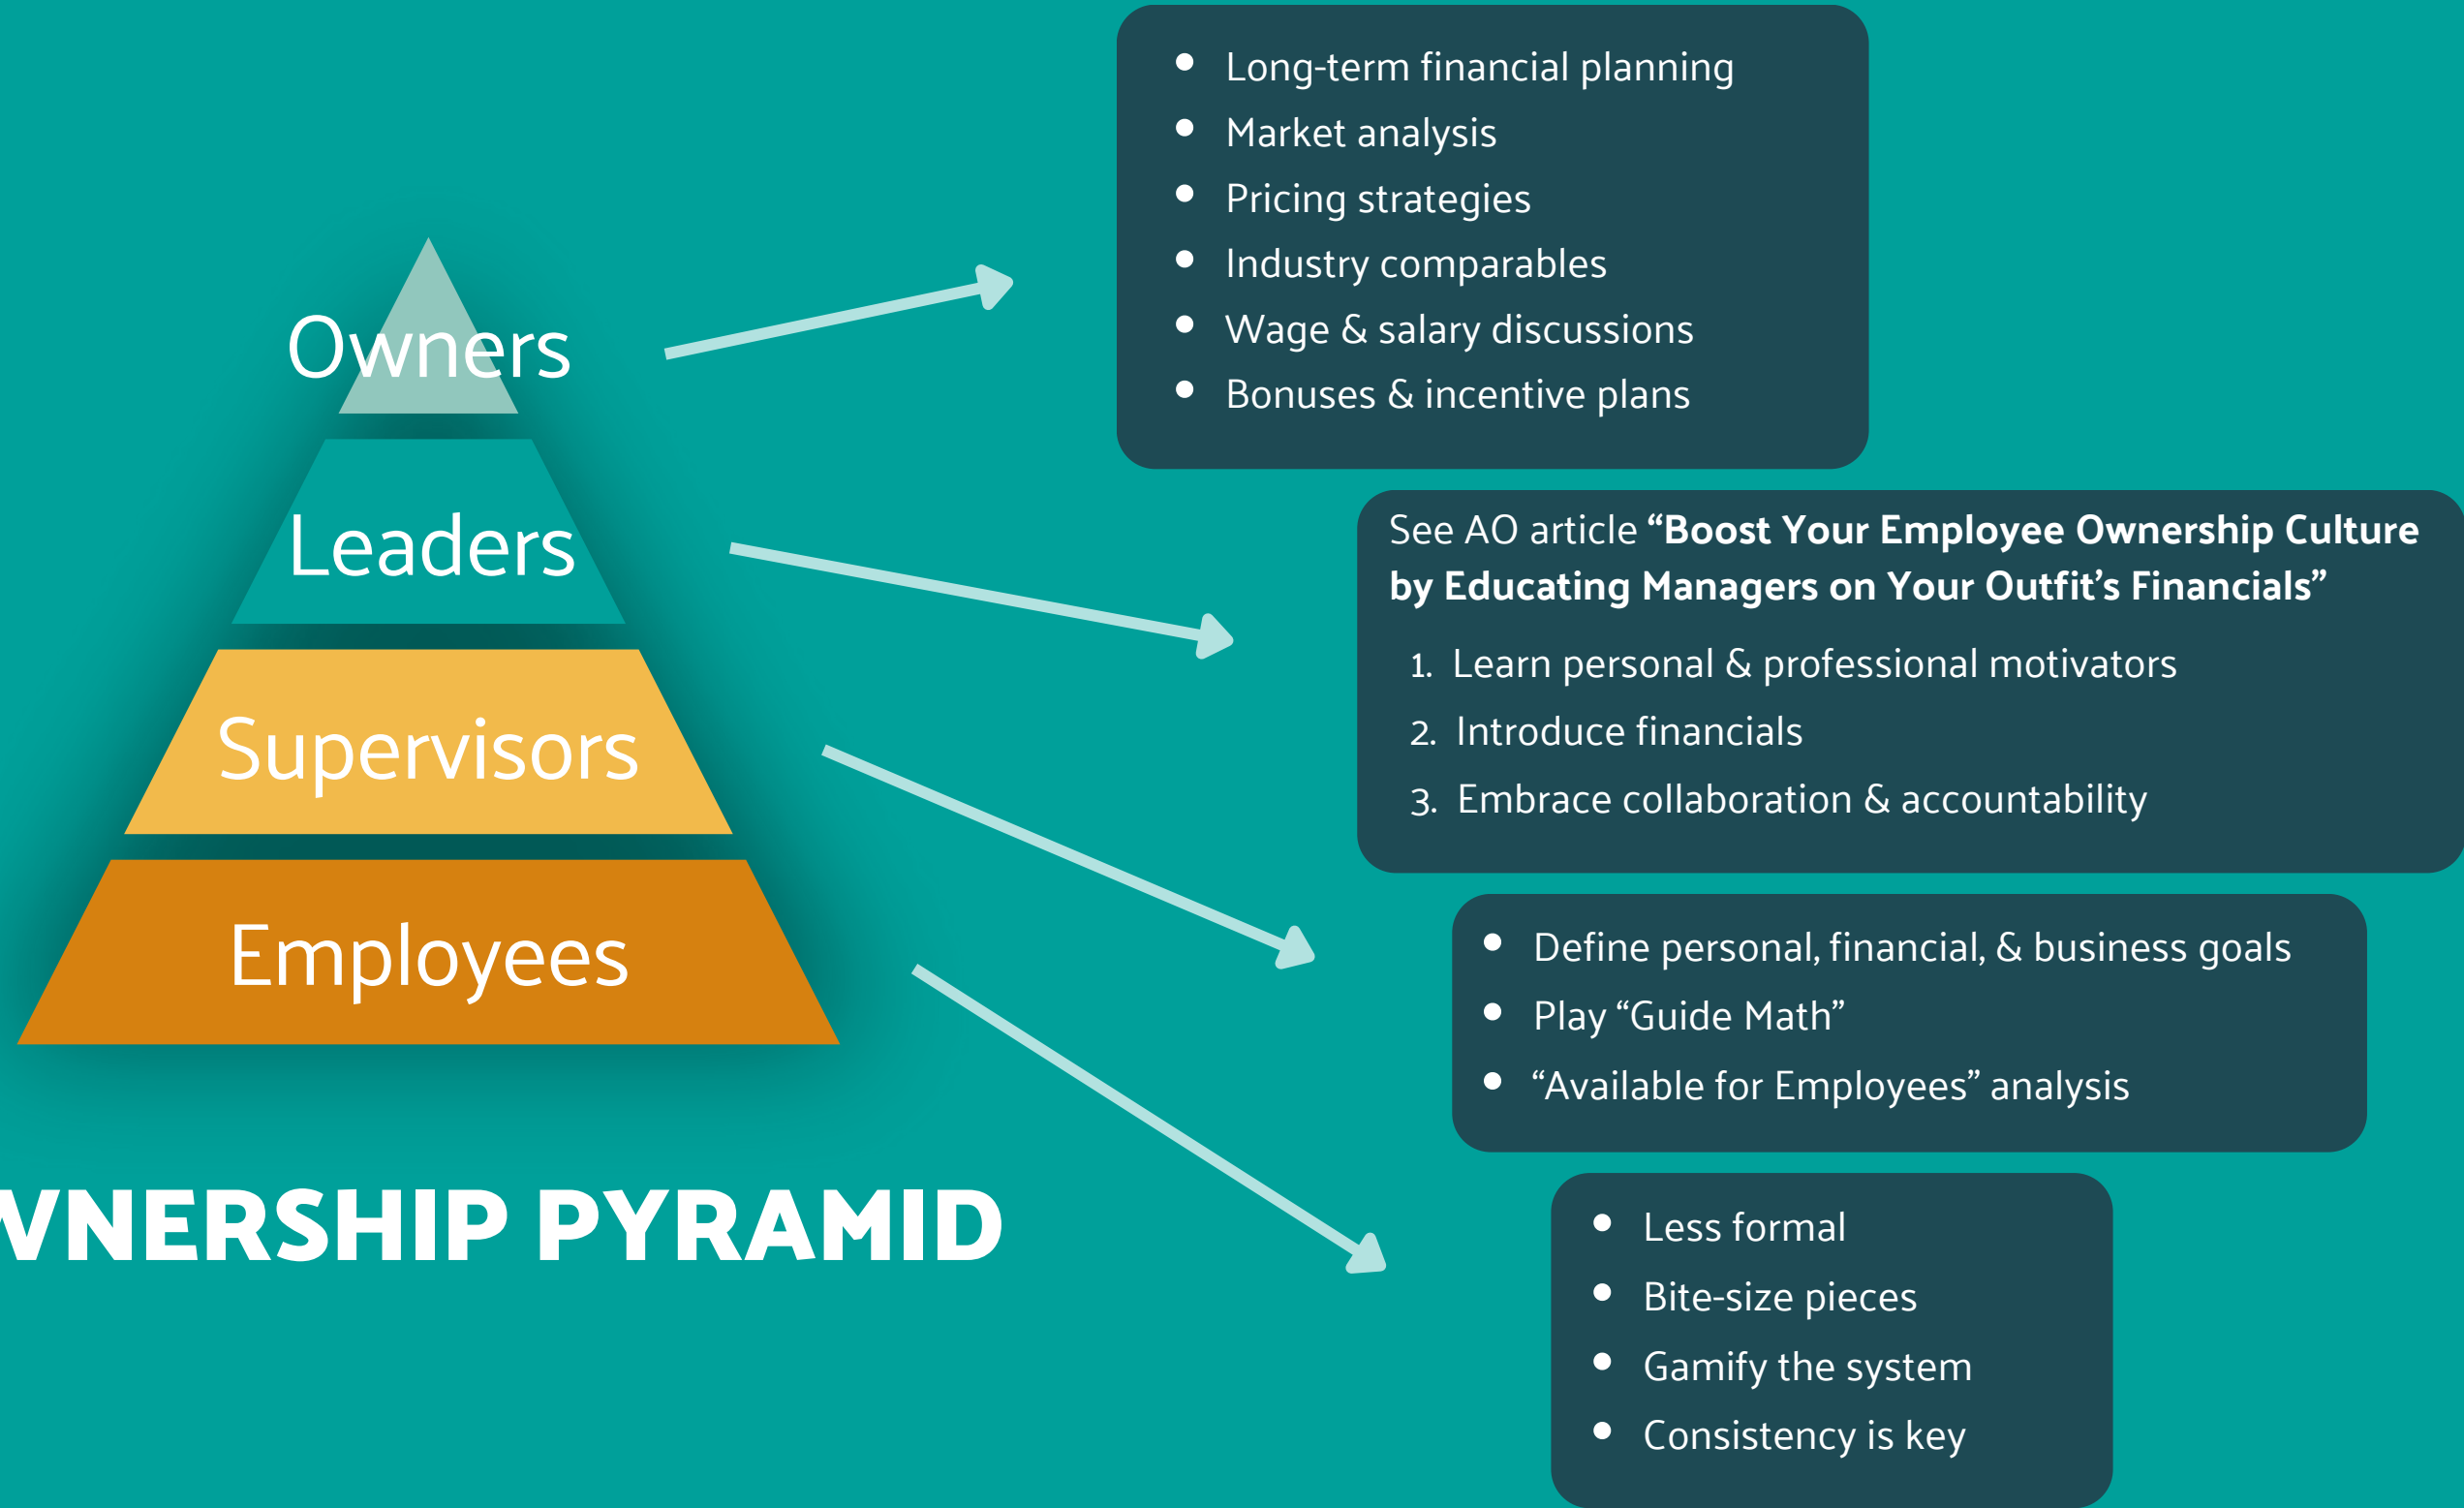 Owners
Leaders
Supervisors
Employees
WNERSHIP PYRAMID
• Long-term financial planning
• Market analysis
• Pricing strategies
• Industry comparables
• Wage & salary discussions
• Bonuses & incentive plans
See AO article “Boost Your Employee Ownership Culture
by Educating Managers on Your Outfit’s Financials”
1. Learn personal & professional motivators
2. Introduce financials
3. Embrace collaboration & accountability
• Define personal, financial, & business goals
• Play “Guide Math”
• “Available for Employees” analysis
• Less formal
• Bite-size pieces
• Gamify the system
• Consistency is key